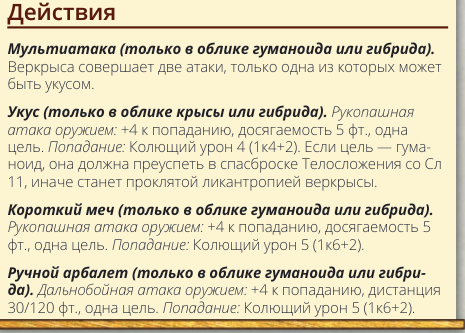 Действия
Мультиатака (только в облике гуманоида или гибрида).
Веркрыса совершает две атаки, только одна из которых может
быть укусом.
Укус (только в облике крысы или гибрида). Рукопашная
атака оружием: +4 к попаданию, досягаемость 5 фт., одна
цель. Попадание: Колющий урон 4 (1к4+2). Если цель — гума-
ноид, она должна преуспеть в спасброске Телосложения со Сл
11, иначе станет проклятой ликантропией веркрысы.
Короткий меч (только в облике гуманоида или гибрида).
Рукопашная атака оружием: +4 к попаданию, досягаемость 5
фт., одна цель. Попадание: Колющий урон 5 (1к6+2).
Ручной арбалет (только в облике гуманоида или гибри-
да). Дальнобойная атака оружием: +4 к попаданию, дистанция
30/120 фт., одна цель. Попадание: Колющий урон 5 (1к6+2).